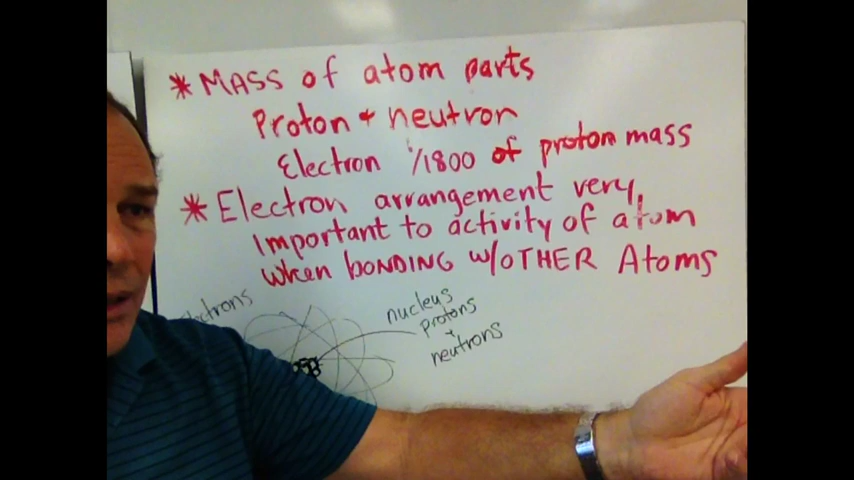 * MASS of atom parts
Proton + neutron
Electron 1/1800 of proton mass
* Electron arrangement very
important to activity of atom
when BONDING w/OTHER Atoms
electrons
nucleus
protons
+
neutrons